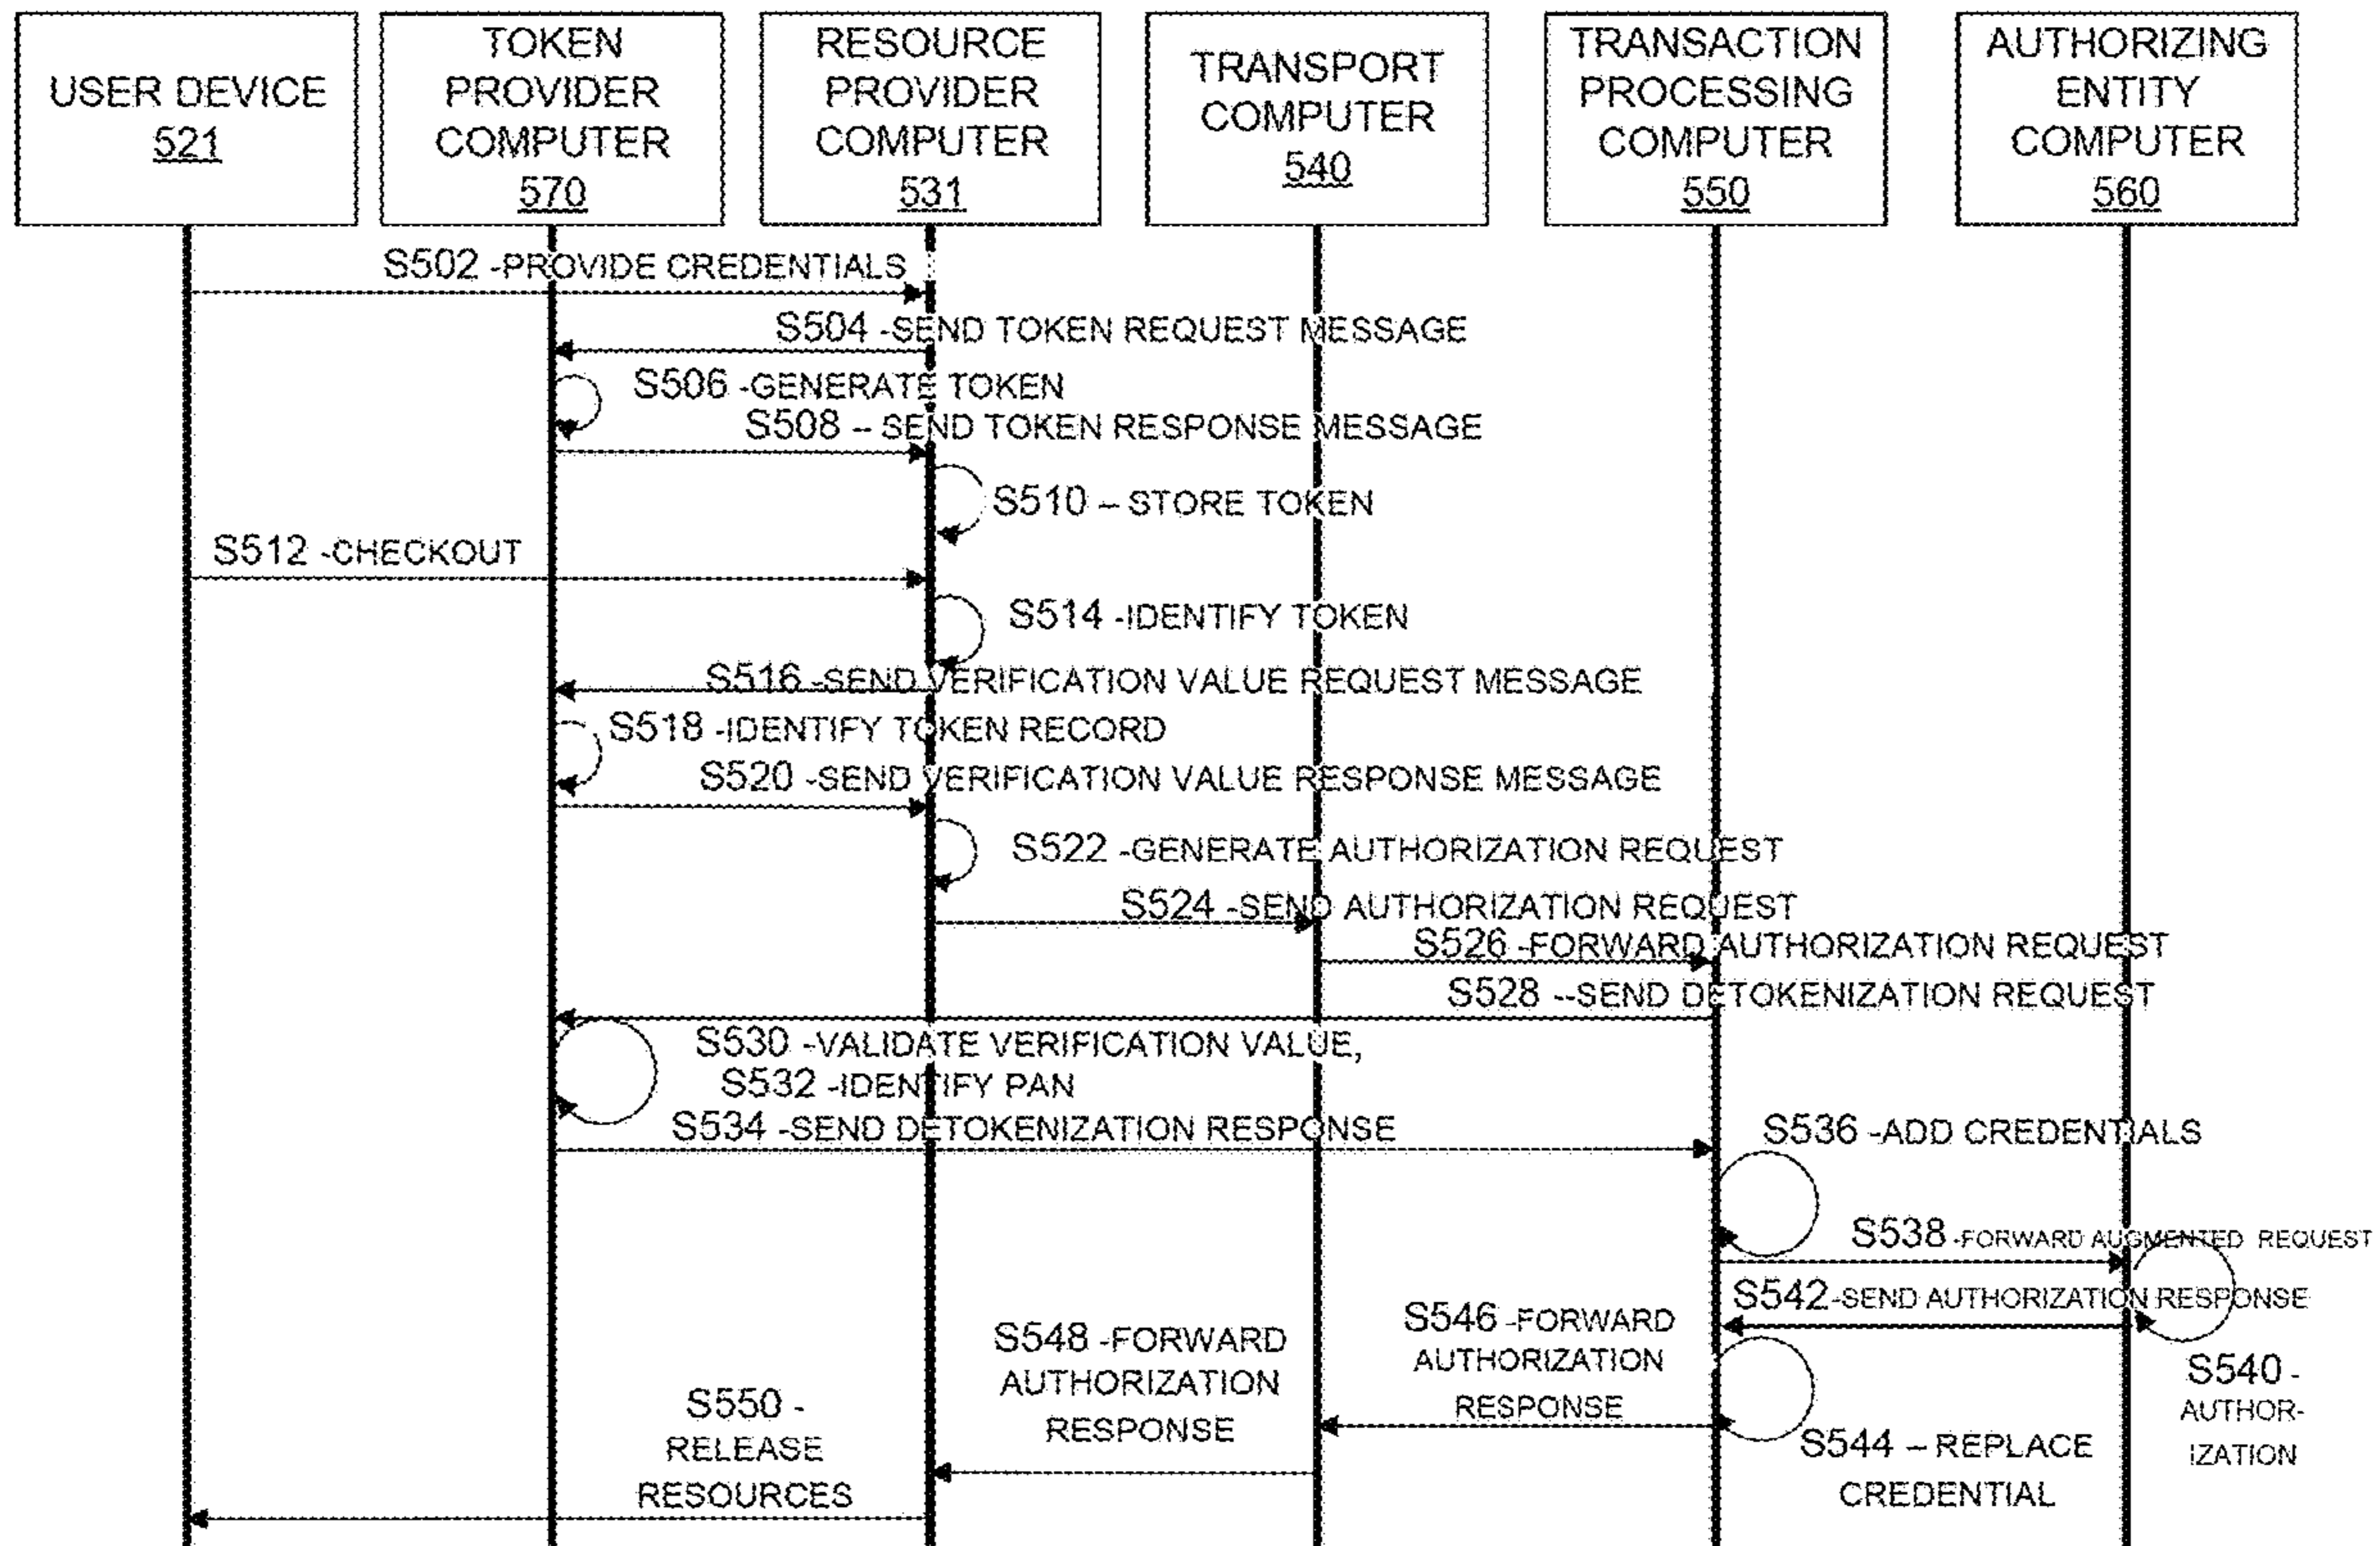 USER DEVICE
521
TOKEN
PROVIDER
COMPUTER
570
RESOURCE
PROVIDER
COMPUTER
531
TRANSPORT
COMPUTER
540
TRANSACTION
PROCESSING
COMPUTER
550
AUTHORIZING
ENTITY
COMPUTER
560
S502 -PROVIDE CREDENTIALS
S504 -SEND TOKEN REQUEST MESSAGE
S506 -GENERATE TOKEN
S508 – SEND TOKEN RESPONSE MESSAGE
S510 – STORE TOKEN
S512 -CHECKOUT
S514 -IDENTIFY TOKEN
S516 -SEND VERIFICATION VALUE REQUEST MESSAGE
S518 -IDENTIFY TOKEN RECORD
S520 -SEND VERIFICATION VALUE RESPONSE MESSAGE
S522 -GENERATE AUTHORIZATION REQUEST
S524 -SEND AUTHORIZATION REQUEST
S526 -FORWARD AUTHORIZATION REQUEST
S528 --SEND DETOKENIZATION REQUEST
S530 -VALIDATE VERIFICATION VALUE,
S532 -IDENTIFY PAN
S534 -SEND DETOKENIZATION RESPONSE
S536 -ADD CREDENTIALS
S538 -FORWARD AUGMENTED REQUEST
S542 -SEND AUTHORIZATION RESPONSE
S540 -
AUTHOR-
IZATION
S544 – REPLACE
CREDENTIAL
S546 -FORWARD
AUTHORIZATION
RESPONSE
S548 -FORWARD
AUTHORIZATION
RESPONSE
S550 -
RELEASE
RESOURCES